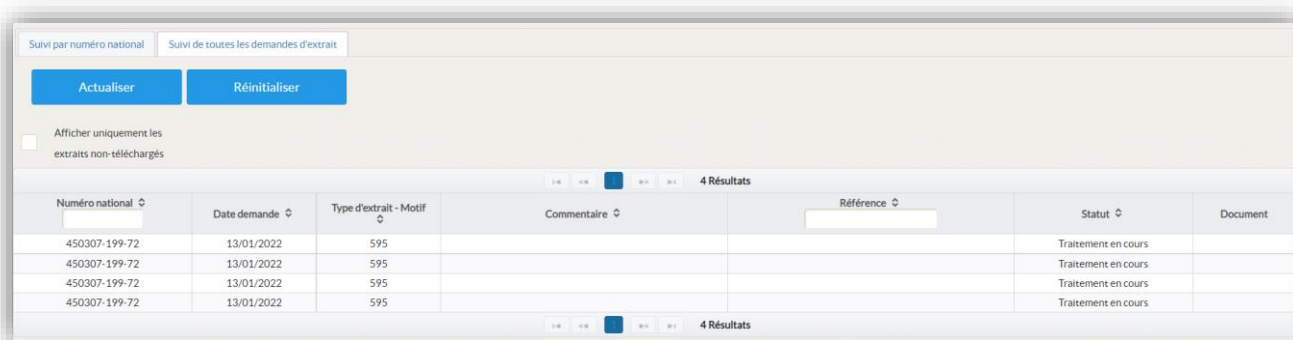 Suivi par numéro national Suivi de toutes les demandes d'extrait
Actualiser Réinitialiser
Afficher uniquement les
extraits non-téléchargés
1 4 Résultats
Numéro national Date demande Type d'extrait - Motif Commentaire Référence Statut Document
450307-199-72 13/01/2022 595 Traitement en cours
450307-199-72 13/01/2022 595 Traitement en cours
450307-199-72 13/01/2022 595 Traitement en cours
450307-199-72 13/01/2022 595 Traitement en cours
1 4 Résultats